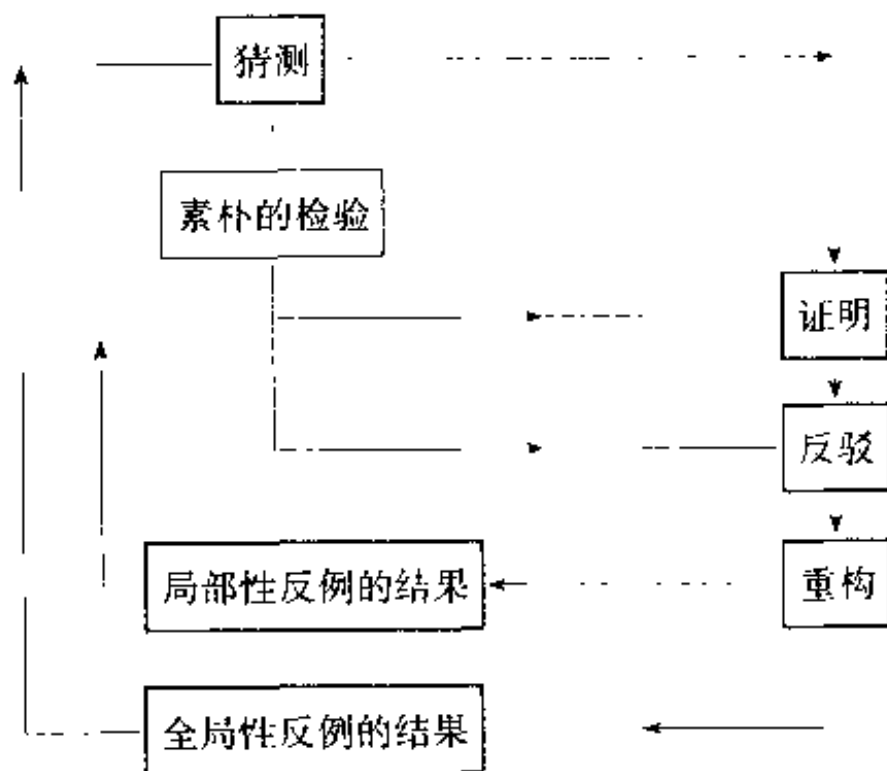 猜测
素朴的检验
证明
反驳
局部性反例的结果
重构
全局性反例的结果